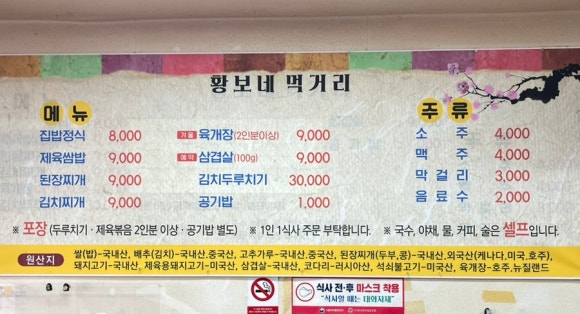 황보네 먹거리
메뉴
집밥정식 8,000
제육쌈밥 9,000
된장찌개 9,000
김치찌개 9,000
겨울 육개장(2인분이상) 9,000
예약 삼겹살(100g) 9,000
김치두루치기 30,000
공기밥 1,000
주류
소주 4,000
맥주 4,000
막걸리 3,000
음료수 2,000
※ 포장 (두루치기 · 제육볶음 2인분 이상 · 공기밥 별도) ※ 1인 1식사 주문 부탁합니다. ※ 국수, 야채, 물, 커피, 술은 셀프입니다.
원산지
쌀(밥)-국내산, 배추(김치)-국내산,중국산, 고추가루-국내산,중국산, 된장찌개(두부,콩)-국내산,외국산(케나다,미국,호주),
돼지고기-국내산, 제육용돼지고기-미국산, 삼겹살-국내산, 코다리-러시아산, 석쇠불고기-미국산, 육개장-호주,뉴질랜드
식사 전·후 마스크 착용
"식사할 때는 대화자제"